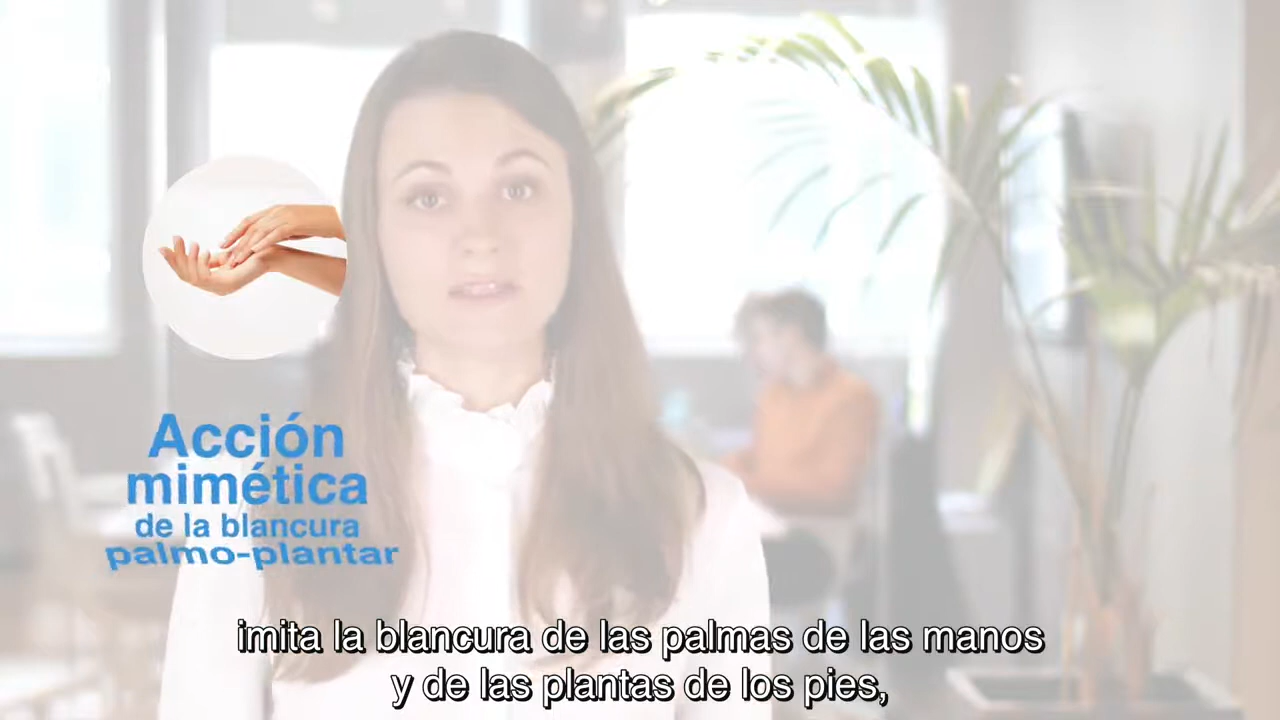 Acción
mimética
de la blancura
palmo-plantar
imita la blancura de las palmas de las manos
y de las plantas de los pies,